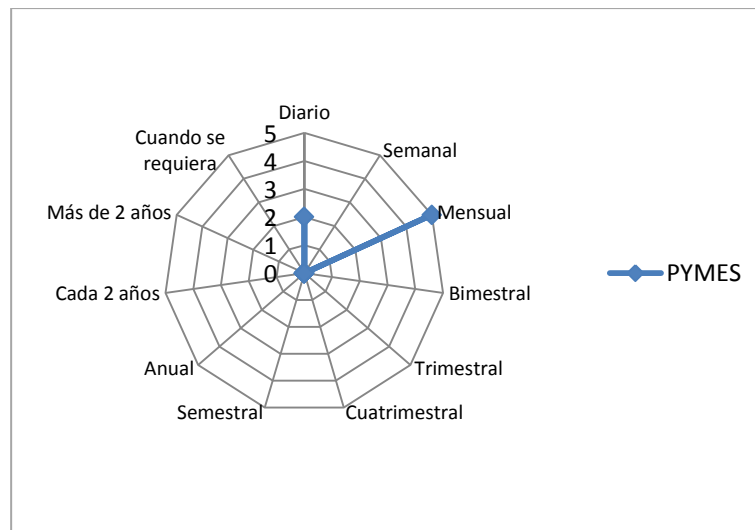 Diario
Semanal
Mensual
Bimestral
Trimestral
Cuatrimestral
Semestral
Anual
Cada 2 años
Más de 2 años
Cuando se
requiera
5
4
3
2
1
0
PYMES